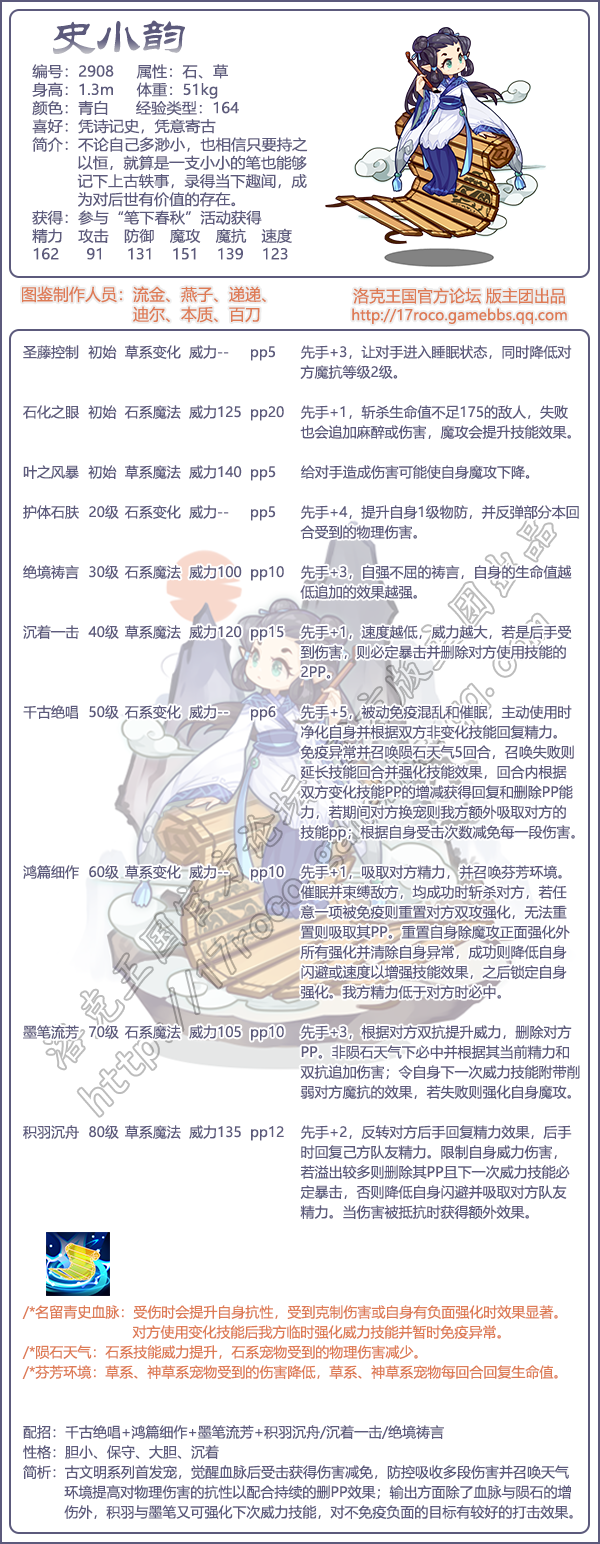 史小韵
编号：2908 属性：石、草
身高：1.3m 体重：51kg
颜色：青白 经验类型：164
喜好：凭诗记史，凭意寄古
简介：不论自己多渺小，也相信只要持之
以恒，就算是一支小小的笔也能够
记下上古轶事，录得当下趣闻，成
为对后世有价值的存在。
获得：参与“笔下春秋”活动获得
精力 攻击 防御 魔攻 魔抗 速度
162 91 131 151 139 123
图鉴制作人员：流金、燕子、递递、
迪尔、本质、百刀
洛克王国官方论坛 版主团出品
http://17roco.gamebbs.qq.com
圣藤控制 初始 草系变化 威力-- pp5 先手+3，让对手进入睡眠状态，同时降低对
方魔抗等级2级。
石化之眼 初始 石系魔法 威力125 pp20 先手+1，斩杀生命值不足175的敌人，失败
也会追加麻醉或伤害，魔攻会提升技能效果。
叶之风暴 初始 草系魔法 威力140 pp5 给对手造成伤害可能使自身魔攻下降。
护体石肤 20级 石系变化 威力-- pp5 先手+4，提升自身1级物防，并反弹部分本回
合受到的物理伤害。
绝境祷言 30级 石系魔法 威力100 pp10 先手+3，自强不屈的祷言，自身的生命值越
低追加的效果越强。
沉着一击 40级 草系魔法 威力120 pp15 先手+1，速度越低，威力越大，若是后手受
到伤害，则必定暴击并删除对方使用技能的
2PP。
千古绝唱 50级 石系变化 威力-- pp6 先手+5，被动免疫混乱和催眠，主动使用时
净化自身并根据双方非变化技能回复精力。
免疫异常并召唤陨石天气5回合，召唤失败则
延长技能回合并强化技能效果，回合内根据
双方变化技能PP的增减获得回复和删除PP能
力，若期间对方换宠则我方额外吸取对方的
技能pp；根据自身受击次数减免每一段伤害。
鸿篇细作 60级 草系变化 威力-- pp10 先手+1，吸取对方精力，并召唤芬芳环境。
催眠并束缚敌方，均成功时斩杀对方，若任
意一项被免疫则重置对方双攻强化，无法重
置则吸取其PP。重置自身除魔攻正面强化外
所有强化并清除自身异常，成功则降低自身
闪避或速度以增强技能效果，之后锁定自身
强化。我方精力低于对方时必中。
墨笔流芳 70级 石系魔法 威力105 pp10 先手+3，根据对方双抗提升威力，删除对方
PP。非陨石天气下必中并根据其当前精力和
双抗追加伤害；令自身下一次威力技能附带削
弱对方魔抗的效果，若失败则强化自身魔攻。
积羽沉舟 80级 草系魔法 威力135 pp12 先手+2，反转对方后手回复精力效果，后手
时回复己方队友精力。限制自身威力伤害，
若溢出较多则删除其PP且下一次威力技能必
定暴击，否则降低自身闪避并吸取对方队友
精力。当伤害被抵抗时获得额外效果。
/*名留青史血脉：受伤时会提升自身抗性，受到克制伤害或自身有负面强化时效果显著。
对方使用变化技能后我方临时强化威力技能并暂时免疫异常。
/*陨石天气：石系技能威力提升，石系宠物受到的物理伤害减少。
/*芬芳环境：草系、神草系宠物受到的伤害降低，草系、神草系宠物每回合回复生命值。
配招：千古绝唱+鸿篇细作+墨笔流芳+积羽沉舟/沉着一击/绝境祷言
性格：胆小、保守、大胆、沉着
简析：古文明系列首发宠，觉醒血脉后受击获得伤害减免，防控吸收多段伤害并召唤天气
环境提高对物理伤害的抗性以配合持续的删PP效果；输出方面除了血脉与陨石的增
伤外，积羽与墨笔又可强化下次威力技能，对不免疫负面的目标有较好的打击效果。
洛克王国官方论坛版主团出品
http://17roco.gamebbs.qq.com